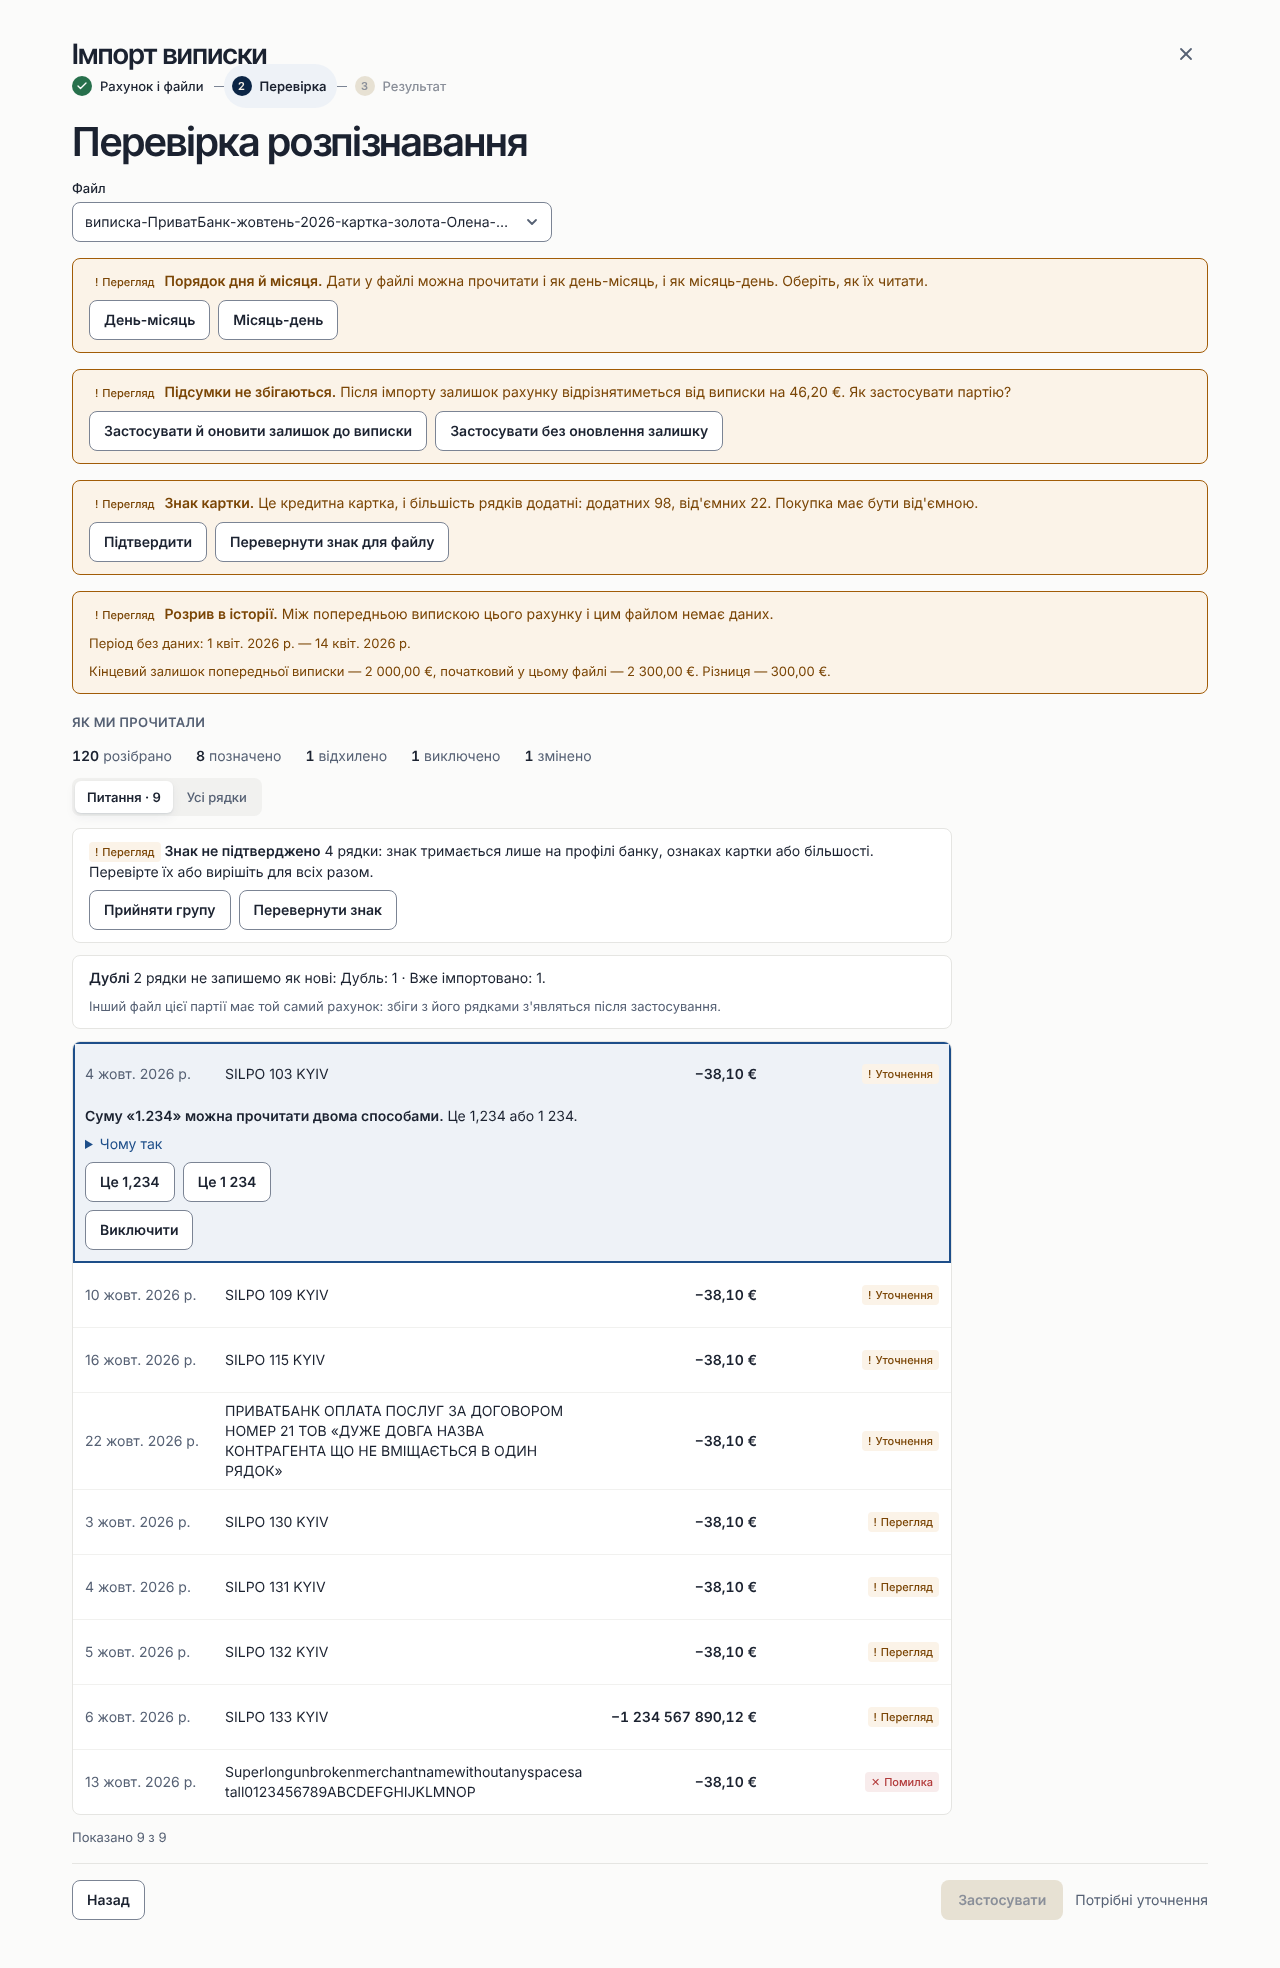 Імпорт виписки
Рахунок і файли — 2 Перевірка — 3 Результат
Перевірка розпізнавання
Файл
виписка-ПриватБанк-жовтень-2026-картка-золота-Олена-...
! Перегляд Порядок дня й місяця. Дати у файлі можна прочитати і як день-місяць, і як місяць-день. Оберіть, як їх читати.
День-місяць Місяць-день
! Перегляд Підсумки не збігаються. Після імпорту залишок рахунку відрізнятиметься від виписки на 46,20 €. Як застосувати партію?
Застосувати й оновити залишок до виписки Застосувати без оновлення залишку
! Перегляд Знак картки. Це кредитна картка, і більшість рядків додатні: додатних 98, від'ємних 22. Покупка має бути від'ємною.
Підтвердити Перевернути знак для файлу
! Перегляд Розрив в історії. Між попередньою випискою цього рахунку і цим файлом немає даних.
Період без даних: 1 квіт. 2026 р. — 14 квіт. 2026 р.
Кінцевий залишок попередньої виписки — 2 000,00 €, початковий у цьому файлі — 2 300,00 €. Різниця — 300,00 €.
ЯК МИ ПРОЧИТАЛИ
120 розібрано 8 позначено 1 відхилено 1 виключено 1 змінено
Питання · 9 Усі рядки
! Перегляд Знак не підтверджено 4 рядки: знак тримається лише на профілі банку, ознаках картки або більшості.
Перевірте їх або вирішіть для всіх разом.
Прийняти групу Перевернути знак
Дублі 2 рядки не запишемо як нові: Дубль: 1 · Вже імпортовано: 1.
Інший файл цієї партії має той самий рахунок: збіги з його рядками з'являться після застосування.
4 жовт. 2026 р. SILPO 103 KYIV −38,10 € ! Уточнення
Суму «1.234» можна прочитати двома способами. Це 1,234 або 1 234.
Чому так
Це 1,234 Це 1 234
Виключити
10 жовт. 2026 р. SILPO 109 KYIV −38,10 € ! Уточнення
16 жовт. 2026 р. SILPO 115 KYIV −38,10 € ! Уточнення
22 жовт. 2026 р. ПРИВАТБАНК ОПЛАТА ПОСЛУГ ЗА ДОГОВОРОМ
НОМЕР 21 ТОВ «ДУЖЕ ДОВГА НАЗВА
КОНТРАГЕНТА ЩО НЕ ВМІЩАЄТЬСЯ В ОДИН
РЯДОК» −38,10 € ! Уточнення
3 жовт. 2026 р. SILPO 130 KYIV −38,10 € ! Перегляд
4 жовт. 2026 р. SILPO 131 KYIV −38,10 € ! Перегляд
5 жовт. 2026 р. SILPO 132 KYIV −38,10 € ! Перегляд
6 жовт. 2026 р. SILPO 133 KYIV −1 234 567 890,12 € ! Перегляд
13 жовт. 2026 р. Superlongunbrokenmerchantnamewithoutanyspacesa
tall0123456789ABCDEFGHIJKLMNOP −38,10 € × Помилка
Показано 9 з 9
Назад Застосувати Потрібні уточнення